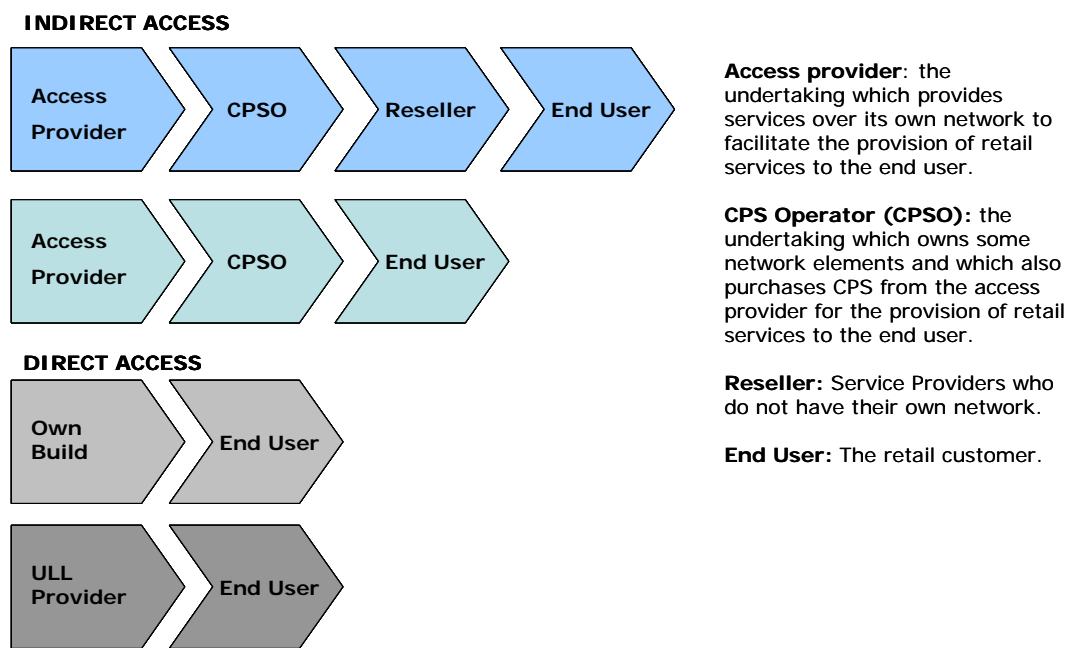 INDIRECT ACCESS
Access
Provider
CPSO
Reseller
End User
Access
Provider
CPSO
End User
DIRECT ACCESS
Own
Build
End User
ULL
Provider
End User
Access provider: the
undertaking which provides
services over its own network to
facilitate the provision of retail
services to the end user.
CPS Operator (CPSO): the
undertaking which owns some
network elements and which also
purchases CPS from the access
provider for the provision of retail
services to the end user.
Reseller: Service Providers who
do not have their own network.
End User: The retail customer.